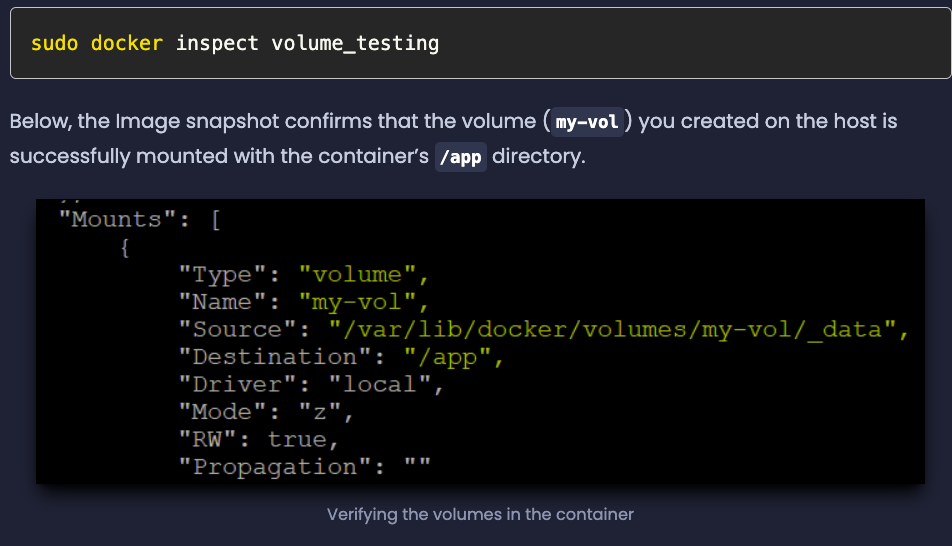 sudo docker inspect volume_testing
Below, the Image snapshot confirms that the volume (my-vol) you created on the host is
successfully mounted with the container’s /app directory.
"Mounts": [
{
"Type": "volume",
"Name": "my-vol",
"Source": "/var/lib/docker/volumes/my-vol/_data",
"Destination": "/app",
"Driver": "local",
"Mode": "z",
"RW": true,
"Propagation": ""
Verifying the volumes in the container